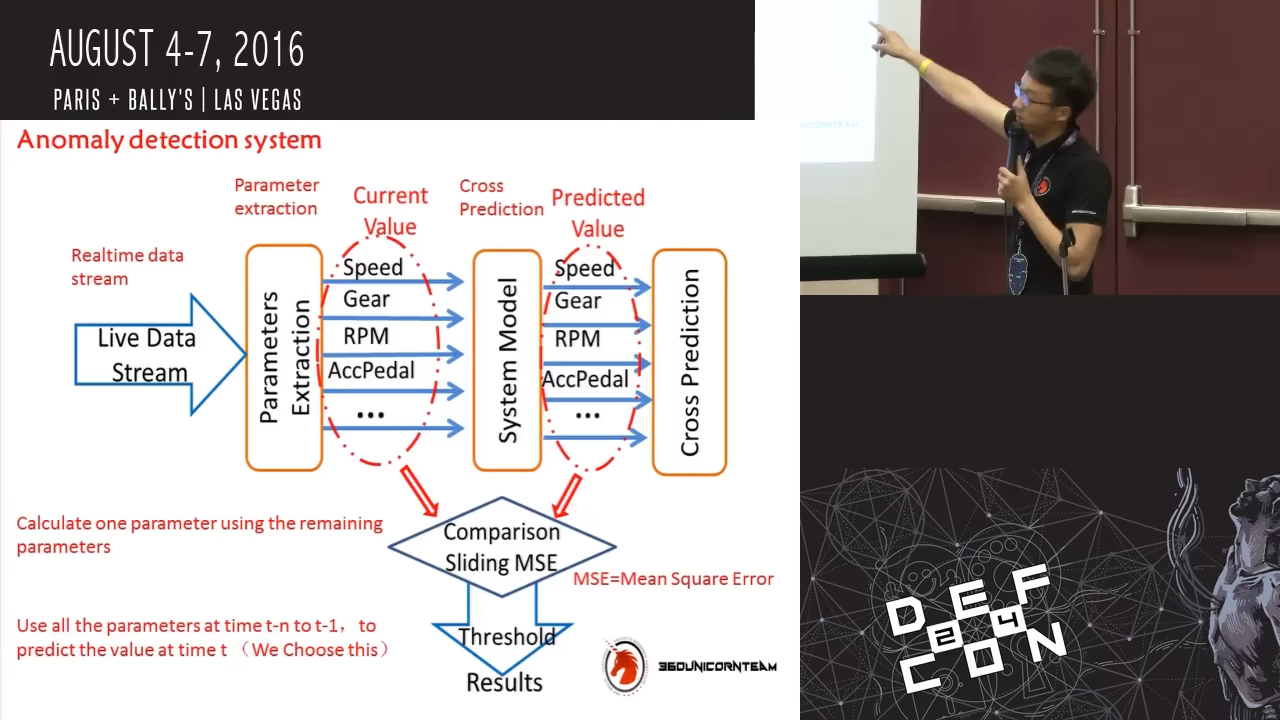 AUGUST 4-7, 2016
PARIS + BALLY'S | LAS VEGAS
Anomaly detection system
Parameter
extraction
Current
Value
Cross
Prediction
Predicted
Value
Realtime data
stream
Live Data
Stream
Parameters
Extraction
Speed
Gear
RPM
AccPedal
...
System Model
Speed
Gear
RPM
AccPedal
...
Cross Prediction
Calculate one parameter using the remaining
parameters
Comparison
Sliding MSE
MSE=Mean Square Error
Use all the parameters at time t-n to t-1，to
predict the value at time t （We Choose this）
Threshold
Results
360UNICORNTEAM
DEF
24
CON